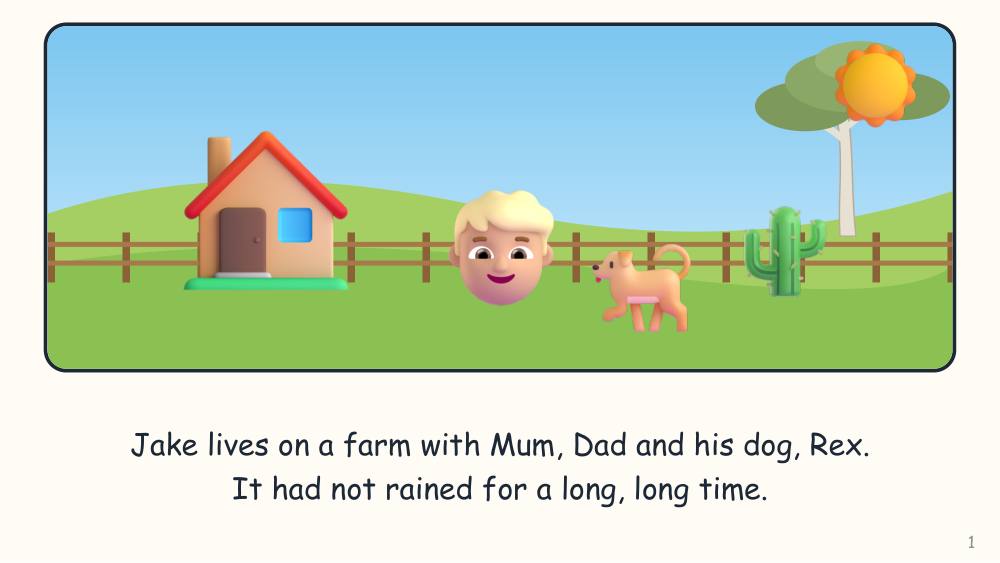 Jake lives on a farm with Mum, Dad and his dog, Rex.
It had not rained for a long, long time.
1